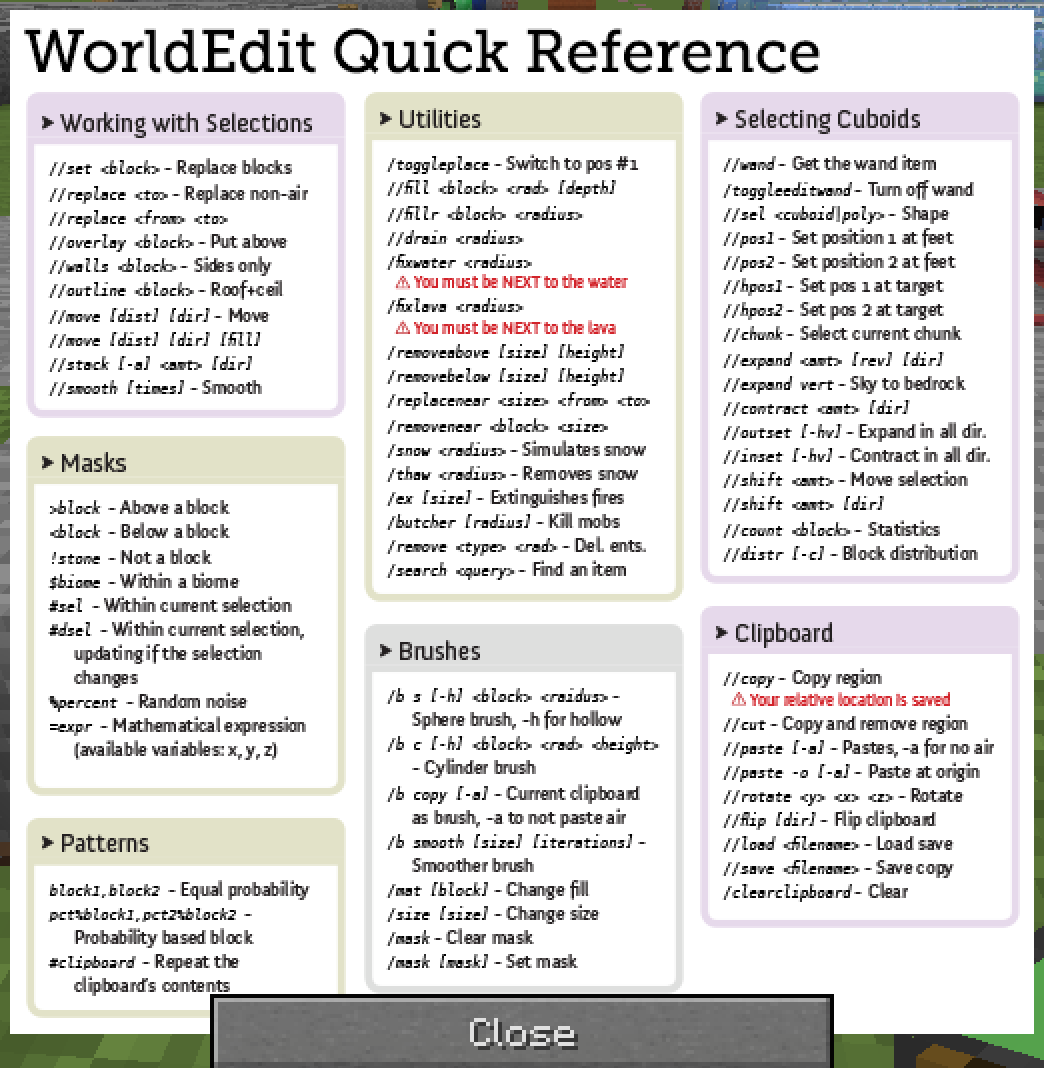 WorldEdit Quick Reference
➤ Working with Selections
//set <block> - Replace blocks
//replace <to> - Replace non-air
//replace <from> <to>
//overlay <block> - Put above
//walls <block> - Sides only
//outline <block> - Roof+ceil
//move [dist] [dir] - Move
//move [dist] [dir] [fill]
//stack [-a] <amt> [dir]
//smooth [times] - Smooth
➤ Masks
>block - Above a block
<block - Below a block
!stone - Not a block
$biome - Within a biome
#sel - Within current selection
#dsel - Within current selection,
updating if the selection
changes
%percent - Random noise
=expr - Mathematical expression
(available variables: x, y, z)
➤ Patterns
block1,block2 - Equal probability
pct%block1,pct2%block2 -
Probability based block
#clipboard - Repeat the
clipboard's contents
➤ Utilities
/toggleplace - Switch to pos #1
//fill <block> <rad> [depth]
//fillr <block> <radius>
//drain <radius>
/fixwater <radius>
⚠ You must be NEXT to the water
/fixlava <radius>
⚠ You must be NEXT to the lava
/removeabove [size] [height]
/removebelow [size] [height]
/replacenear <size> <from> <to>
/removenear <block> <size>
/snow <radius> - Simulates snow
/thaw <radius> - Removes snow
/ex [size] - Extinguishes fires
/butcher [radius] - Kill mobs
/remove <type> <rad> - Del. ents.
/search <query> - Find an item
➤ Brushes
/b s [-h] <block> <raidus> -
Sphere brush, -h for hollow
/b c [-h] <block> <rad> <height>
- Cylinder brush
/b copy [-a] - Current clipboard
as brush, -a to not paste air
/b smooth [size] [iterations] -
Smoother brush
/mat [block] - Change fill
/size [size] - Change size
/mask - Clear mask
/mask [mask] - Set mask
➤ Selecting Cuboids
//wand - Get the wand item
/toggleeditwand - Turn off wand
//sel <cuboid|poly> - Shape
//pos1 - Set position 1 at feet
//pos2 - Set position 2 at feet
//hpos1 - Set pos 1 at target
//hpos2 - Set pos 2 at target
//chunk - Select current chunk
//expand <amt> [rev] [dir]
//expand vert - Sky to bedrock
//contract <amt> [dir]
//outset [-hv] - Expand in all dir.
//inset [-hv] - Contract in all dir.
//shift <amt> - Move selection
//shift <amt> [dir]
//count <block> - Statistics
//distr [-c] - Block distribution
➤ Clipboard
//copy - Copy region
⚠ Your relative location is saved
//cut - Copy and remove region
//paste [-a] - Pastes, -a for no air
//paste -o [-a] - Paste at origin
//rotate <y> <x> <z> - Rotate
//flip [dir] - Flip clipboard
//load <filename> - Load save
//save <filename> - Save copy
/clearclipboard - Clear
Close